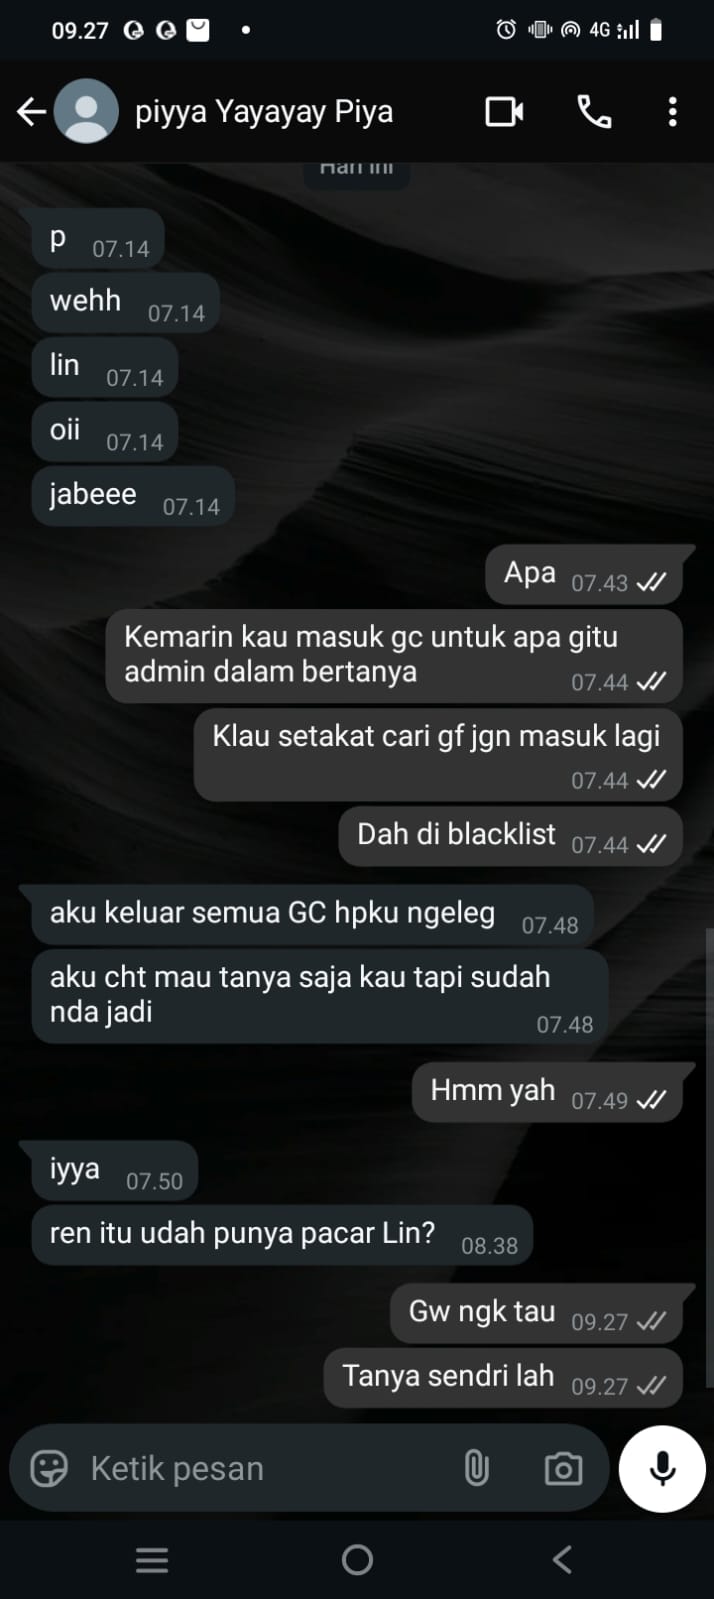 09.27
4G
piyya Yayayay Piya
Hari ini
p 07.14
wehh 07.14
lin 07.14
oii 07.14
jabeee 07.14
Apa 07.43
Kemarin kau masuk gc untuk apa gitu
admin dalam bertanya 07.44
Klau setakat cari gf jgn masuk lagi
07.44
Dah di blacklist 07.44
aku keluar semua GC hpku ngeleg 07.48
aku cht mau tanya saja kau tapi sudah
nda jadi 07.48
Hmm yah 07.49
iyya 07.50
ren itu udah punya pacar Lin? 08.38
Gw ngk tau 09.27
Tanya sendri lah 09.27
Ketik pesan